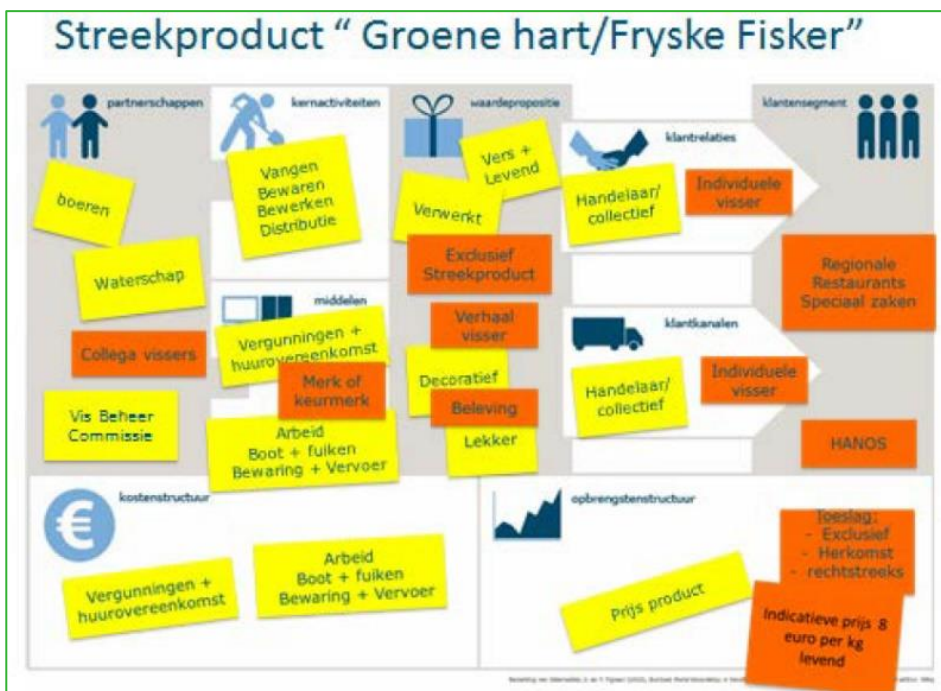 Streekproduct “ Groene hart/Fryske Fisker”
partnerschappen
boeren
Waterschap
Collega vissers
Vis Beheer
Commissie
kernactiviteiten
Vangen
Bewaren
Bewerken
Distributie
middelen
Vergunningen +
huurovereenkomst
Merk of
keurmerk
Arbeid
Boot + fuiken
Bewaring + Vervoer
waardepropositie
Vers +
Levend
Verwerkt
Exclusief
Streekproduct
Verhaal
visser
Decoratief
Beleving
Lekker
klantrelaties
Handelaar/
collectief
Individuele
visser
klantkanalen
Handelaar/
collectief
Individuele
visser
klantensegment
Regionale
Restaurants
Speciaal zaken
HANOS
kostenstructuur
Vergunningen +
huurovereenkomst
Arbeid
Boot + fuiken
Bewaring + Vervoer
opbrengstenstructuur
Prijs product
Toeslag:
- Exclusief
- Herkomst
- rechtstreeks
Indicatieve prijs 8
euro per kg
levend